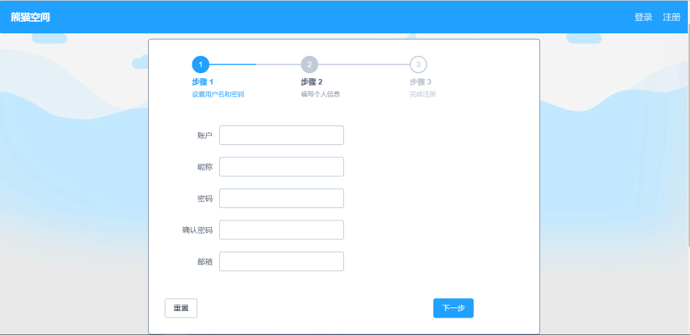 熊猫空间 登录 注册
1 2 3
步骤 1 步骤 2 步骤 3
设置用户名和密码 填写个人信息 完成注册
账户
昵称
密码
确认密码
邮箱
重置 下一步